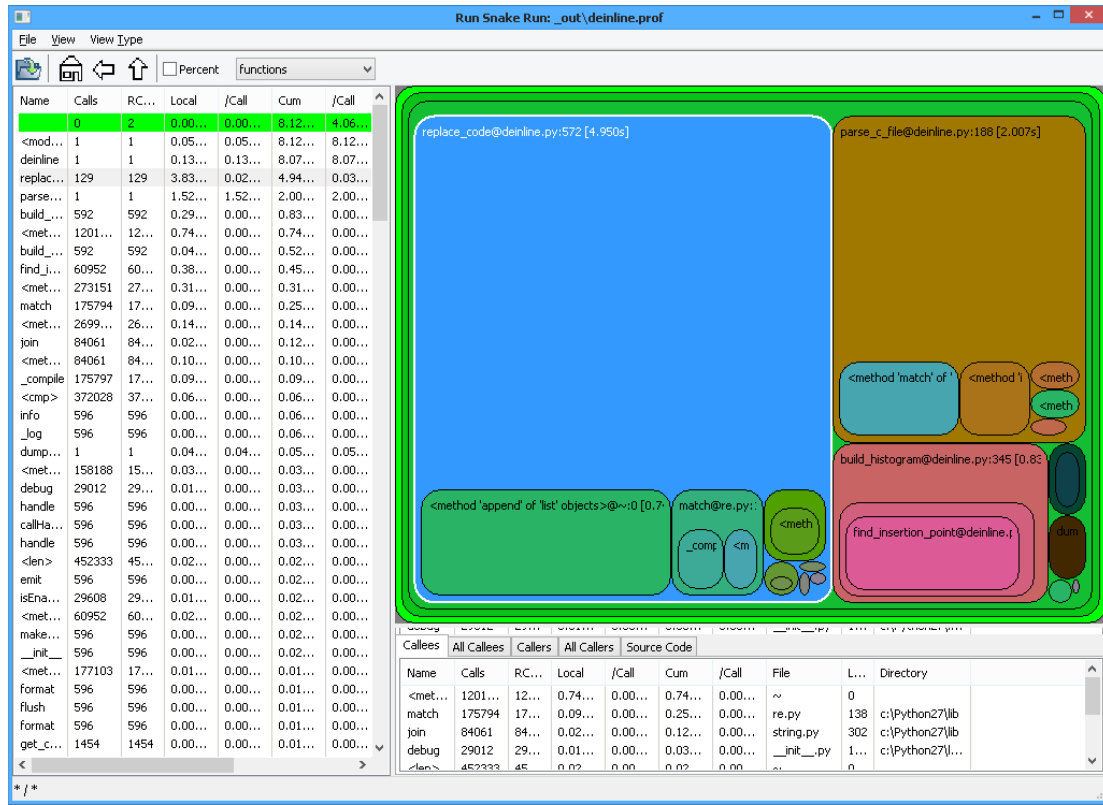 Run Snake Run: _out\deinline.prof
File View View Type
Percent functions
Name Calls RC... Local /Call Cum /Call
0 2 0.00... 0.00... 8.12... 4.06...
<mod... 1 1 0.05... 0.05... 8.12... 8.12...
deinline 1 1 0.13... 0.13... 8.07... 8.07...
replac... 129 129 3.83... 0.02... 4.94... 0.03...
parse... 1 1 1.52... 1.52... 2.00... 2.00...
build_... 592 592 0.29... 0.00... 0.83... 0.00...
<met... 1201... 12... 0.74... 0.00... 0.74... 0.00...
build_... 592 592 0.04... 0.00... 0.52... 0.00...
find_i... 60952 60... 0.38... 0.00... 0.45... 0.00...
<met... 273151 27... 0.31... 0.00... 0.31... 0.00...
match 175794 17... 0.09... 0.00... 0.25... 0.00...
<met... 2699... 26... 0.14... 0.00... 0.14... 0.00...
join 84061 84... 0.02... 0.00... 0.12... 0.00...
<met... 84061 84... 0.10... 0.00... 0.10... 0.00...
_compile 175797 17... 0.09... 0.00... 0.09... 0.00...
<cmp> 372028 37... 0.06... 0.00... 0.06... 0.00...
info 596 596 0.00... 0.00... 0.06... 0.00...
_log 596 596 0.00... 0.00... 0.06... 0.00...
dump... 1 1 0.04... 0.04... 0.05... 0.05...
<met... 158188 15... 0.03... 0.00... 0.03... 0.00...
debug 29012 29... 0.01... 0.00... 0.03... 0.00...
handle 596 596 0.00... 0.00... 0.03... 0.00...
callHa... 596 596 0.00... 0.00... 0.03... 0.00...
handle 596 596 0.00... 0.00... 0.03... 0.00...
<len> 452333 45... 0.02... 0.00... 0.02... 0.00...
emit 596 596 0.00... 0.00... 0.02... 0.00...
isEna... 29608 29... 0.01... 0.00... 0.02... 0.00...
<met... 60952 60... 0.02... 0.00... 0.02... 0.00...
make... 596 596 0.00... 0.00... 0.02... 0.00...
__init__ 596 596 0.00... 0.00... 0.02... 0.00...
<met... 177103 17... 0.01... 0.00... 0.01... 0.00...
format 596 596 0.00... 0.00... 0.01... 0.00...
flush 596 596 0.00... 0.00... 0.01... 0.00...
format 596 596 0.00... 0.00... 0.01... 0.00...
get_c... 1454 1454 0.00... 0.00... 0.01... 0.00...
replace_code@deinline.py:572 [4.950s]
parse_c_file@deinline.py:188 [2.007s]
<method 'match' of '
<method 'i
<meth
<meth
build_histogram@deinline.py:345 [0.83
find_insertion_point@deinline.p
dum
<method 'append' of 'list' objects>@~:0 [0.7
match@re.py:
_comp
<m
<meth
Callees All Callees Callers All Callers Source Code
Name Calls RC... Local /Call Cum /Call File L... Directory
<met... 1201... 12... 0.74... 0.00... 0.74... 0.00... ~ 0
match 175794 17... 0.09... 0.00... 0.25... 0.00... re.py 138 c:\Python27\lib
join 84061 84... 0.02... 0.00... 0.12... 0.00... string.py 302 c:\Python27\lib
debug 29012 29... 0.01... 0.00... 0.03... 0.00... __init__.py 1... c:\Python27\l...
<len> 452333 45... 0.02 0.00 0.02 0.00 ~ 0
* / *